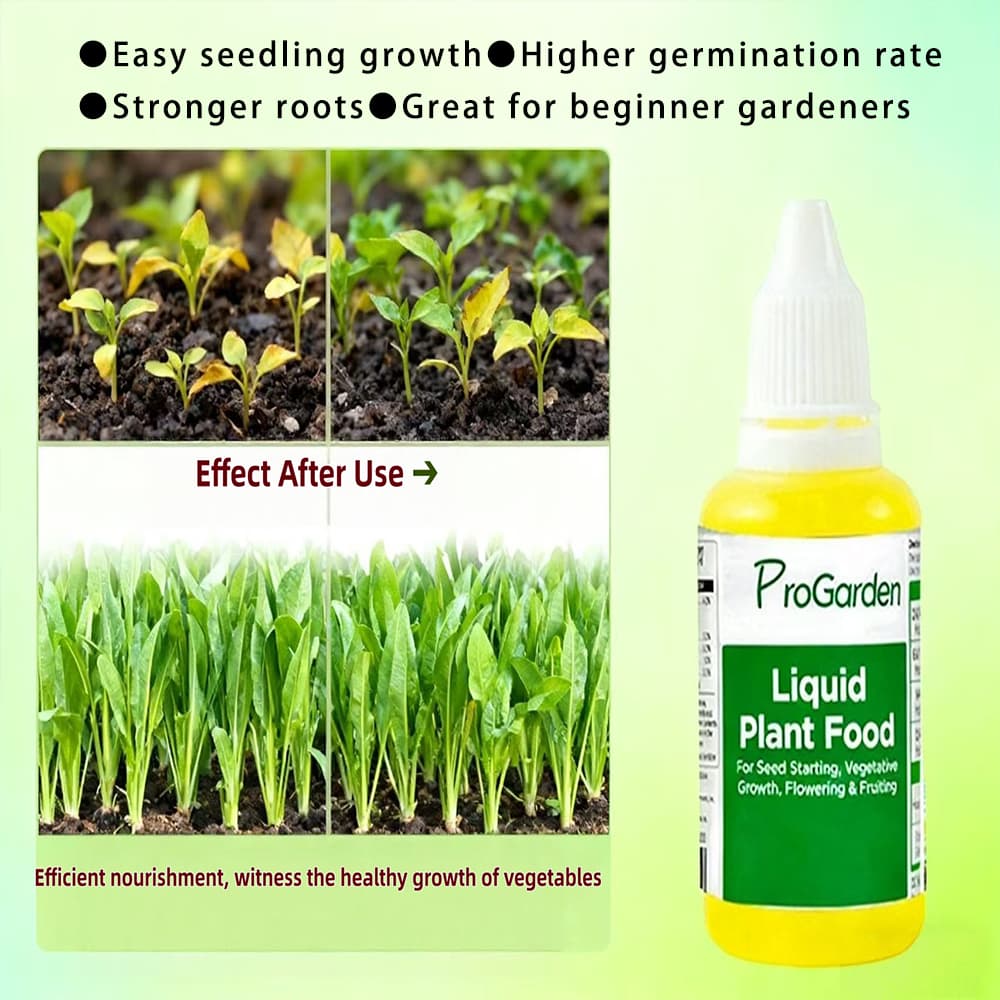 ●Easy seedling growth●Higher germination rate
●Stronger roots●Great for beginner gardeners
Effect After Use →
Efficient nourishment, witness the healthy growth of vegetables
ProGarden
Liquid
Plant Food
For Seed Starting, Vegetative
Growth, Flowering & Fruiting